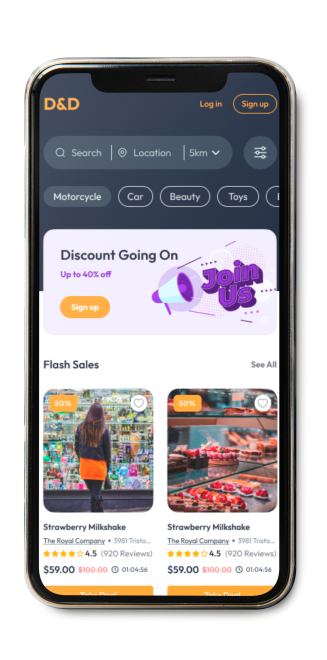 D&D
Log in
Sign up
Search
Location
5km
Motorcycle
Car
Beauty
Toys
Discount Going On
Up to 40% off
Sign up
Join Us
Flash Sales
See All
50%
50%
Strawberry Milkshake
Strawberry Milkshake
The Royal Company • 3981 Tristo...
The Royal Company • 3981 Tristo...
4.5 (920 Reviews)
4.5 (920 Reviews)
$59.00 $100.00 01:04:56
$59.00 $100.00 01:04:56
Take Deal
Take Deal